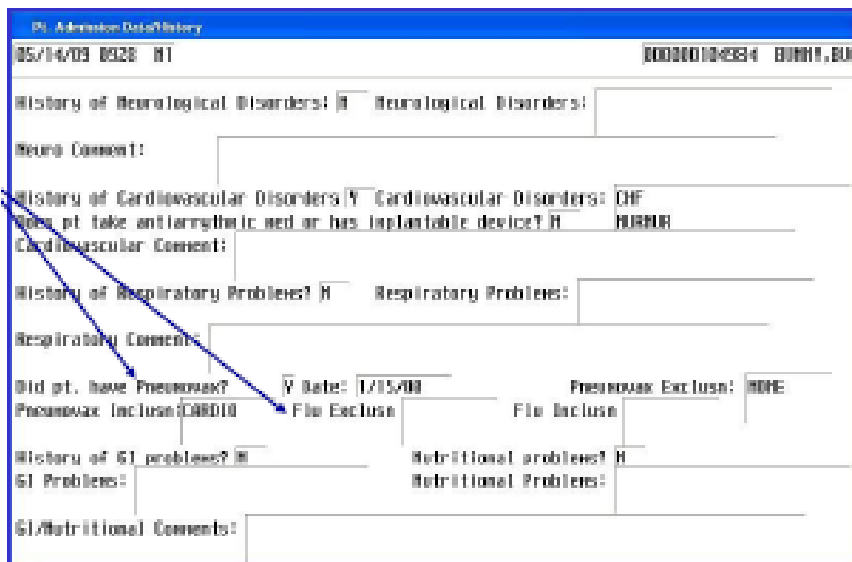 Pt. Admission Data/History
05/14/09 0928 MT
History of Neurological Disorders: N Neurological Disorders:
Neuro Comment:
History of Cardiovascular Disorders Y Cardiovascular Disorders: CHF
Does pt take antiarrythmic med or has implantable device? N MURMUR
Cardiovascular Comment:
History of Respiratory Problems? N Respiratory Problems:
Respiratory Comment:
Did pt. have Pneumovax? Y Date: 1/15/08 Pneumovax Exclusn: NONE
Pneumovax Inclusn: CARDIO Flu Exclusn Flu Inclusn
History of GI problems? N Nutritional problems? N
GI Problems: Nutritional Problems:
GI/Nutritional Comments: